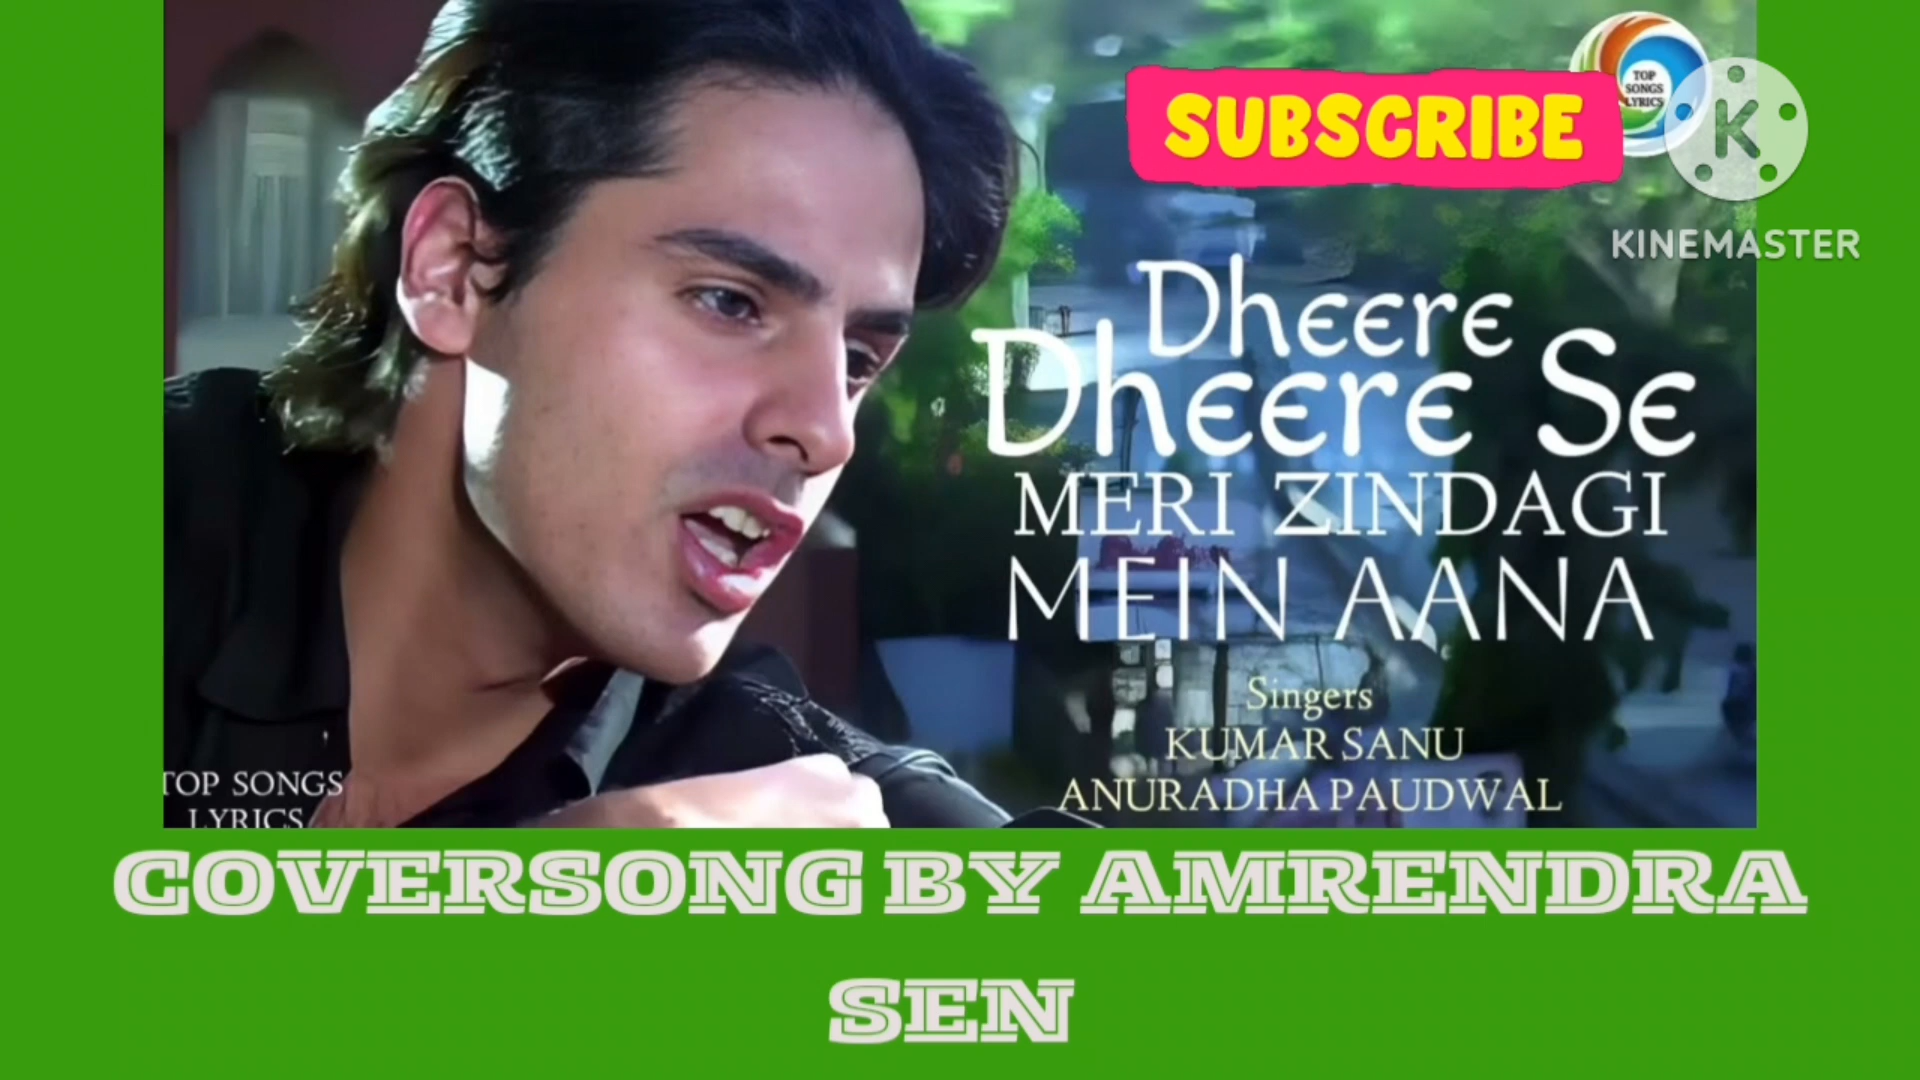 TOP
SONGS
LYRICS
SUBSCRIBE
K
KINEMASTER
Dheere
Dheere Se
MERI ZINDAGI
MEIN AANA
Singers
KUMAR SANU
ANURADHA PAUDWAL
TOP SONGS
LYRICS
COVERSONG BY AMRENDRA
SEN